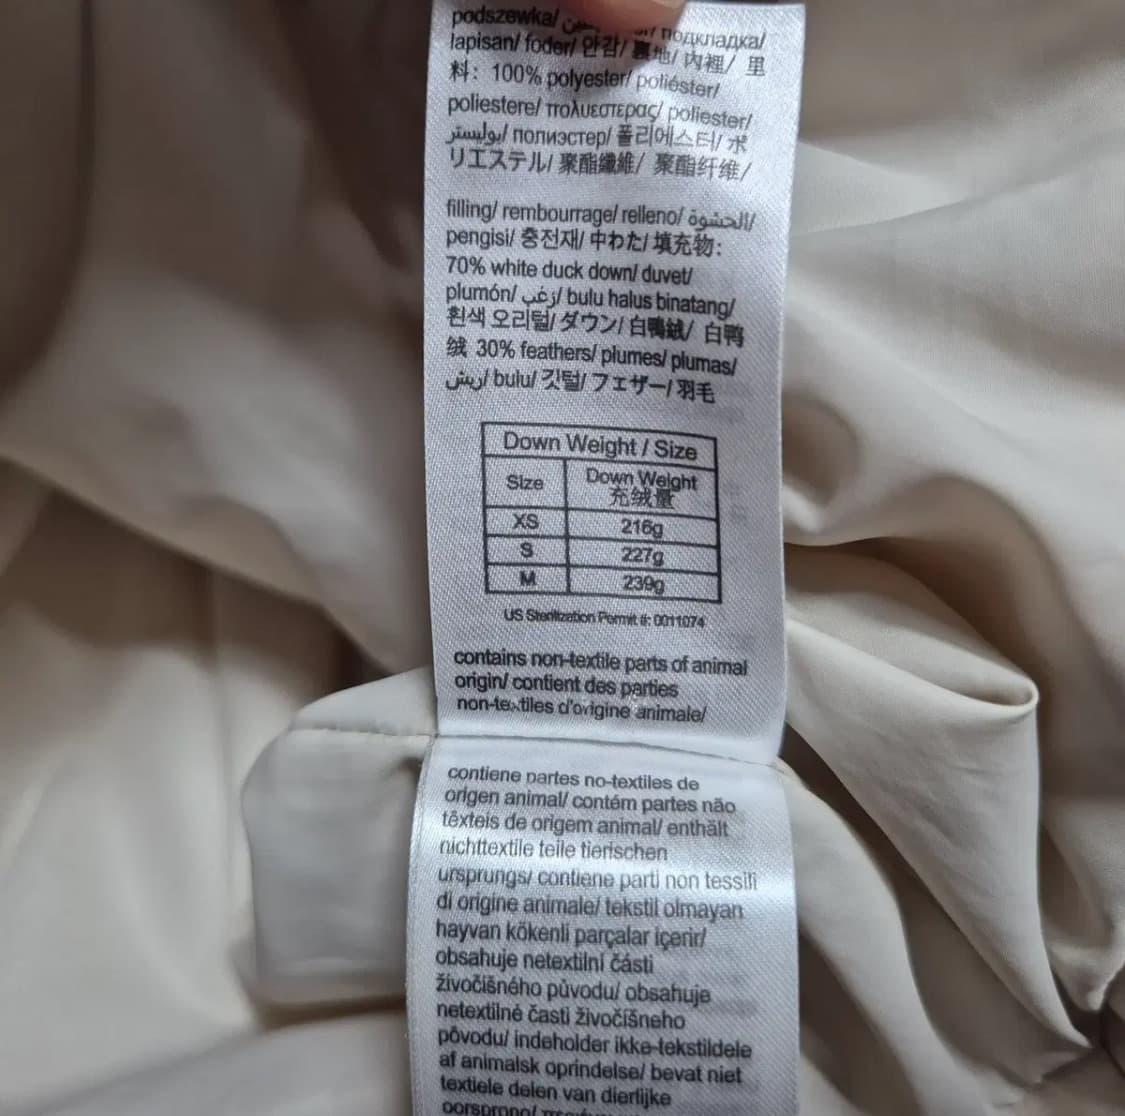 podszewka/ подкладка/
lapisan/ foder/ 안감/ 裏地/ 內裡/ 里
料: 100% polyester/ poliéster/
poliestere/ πολυεστερας/ poliester/
بوليستر/ полиэстер/ 폴리에스터/ ポ
リエステル/ 聚酯纖維/ 聚酯纤维/
filling/ rembourrage/ relleno/ الحشوة/
pengisi/ 충전재/ 中わた/ 填充物:
70% white duck down/ duvet/
plumón/ زغب/ bulu halus binatang/
흰색 오리털/ ダウン/ 白鴨絨/ 白鸭
绒 30% feathers/ plumes/ plumas/
ريش/ bulu/ 깃털/ フェザー/ 羽毛
Down Weight / Size
Size Down Weight
充绒量
XS 216g
S 227g
M 239g
US Sterilization Permit #: 0011074
contains non-textile parts of animal
origin/ contient des parties
non-textiles d'origine animale/
contiene partes no-textiles de
origen animal/ contém partes não
têxteis de origem animal/ enthält
nichttextile teile tierischen
ursprungs/ contiene parti non tessili
di origine animale/ tekstil olmayan
hayvan kökenli parçalar içerir/
obsahuje netextilní části
živočišného původu/ obsahuje
netextilné časti živočíšneho
pôvodu/ indeholder ikke-tekstildele
af animalsk oprindelse/ bevat niet
textiele delen van dierlijke
oorsprong/